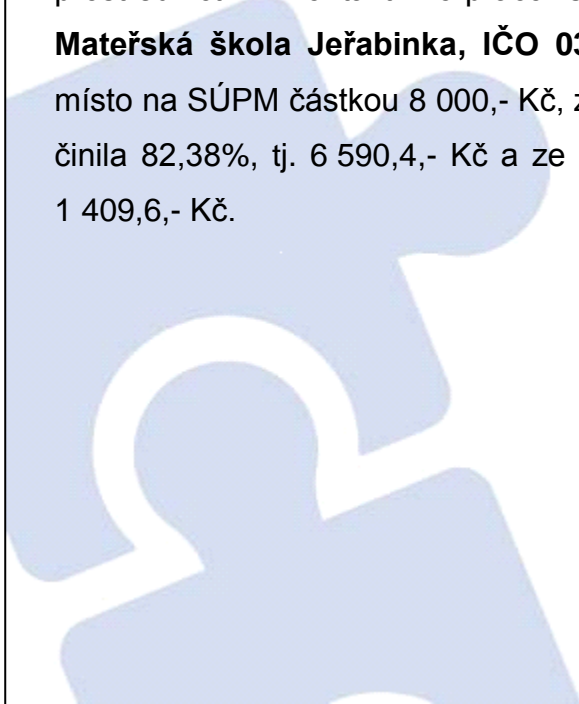 Mateřská škola Jeřabinka, IČO 03
místo na SÚPM částkou 8 000,- Kč, z
činila 82,38%, tj. 6 590,4,- Kč a ze
1 409,6,- Kč.